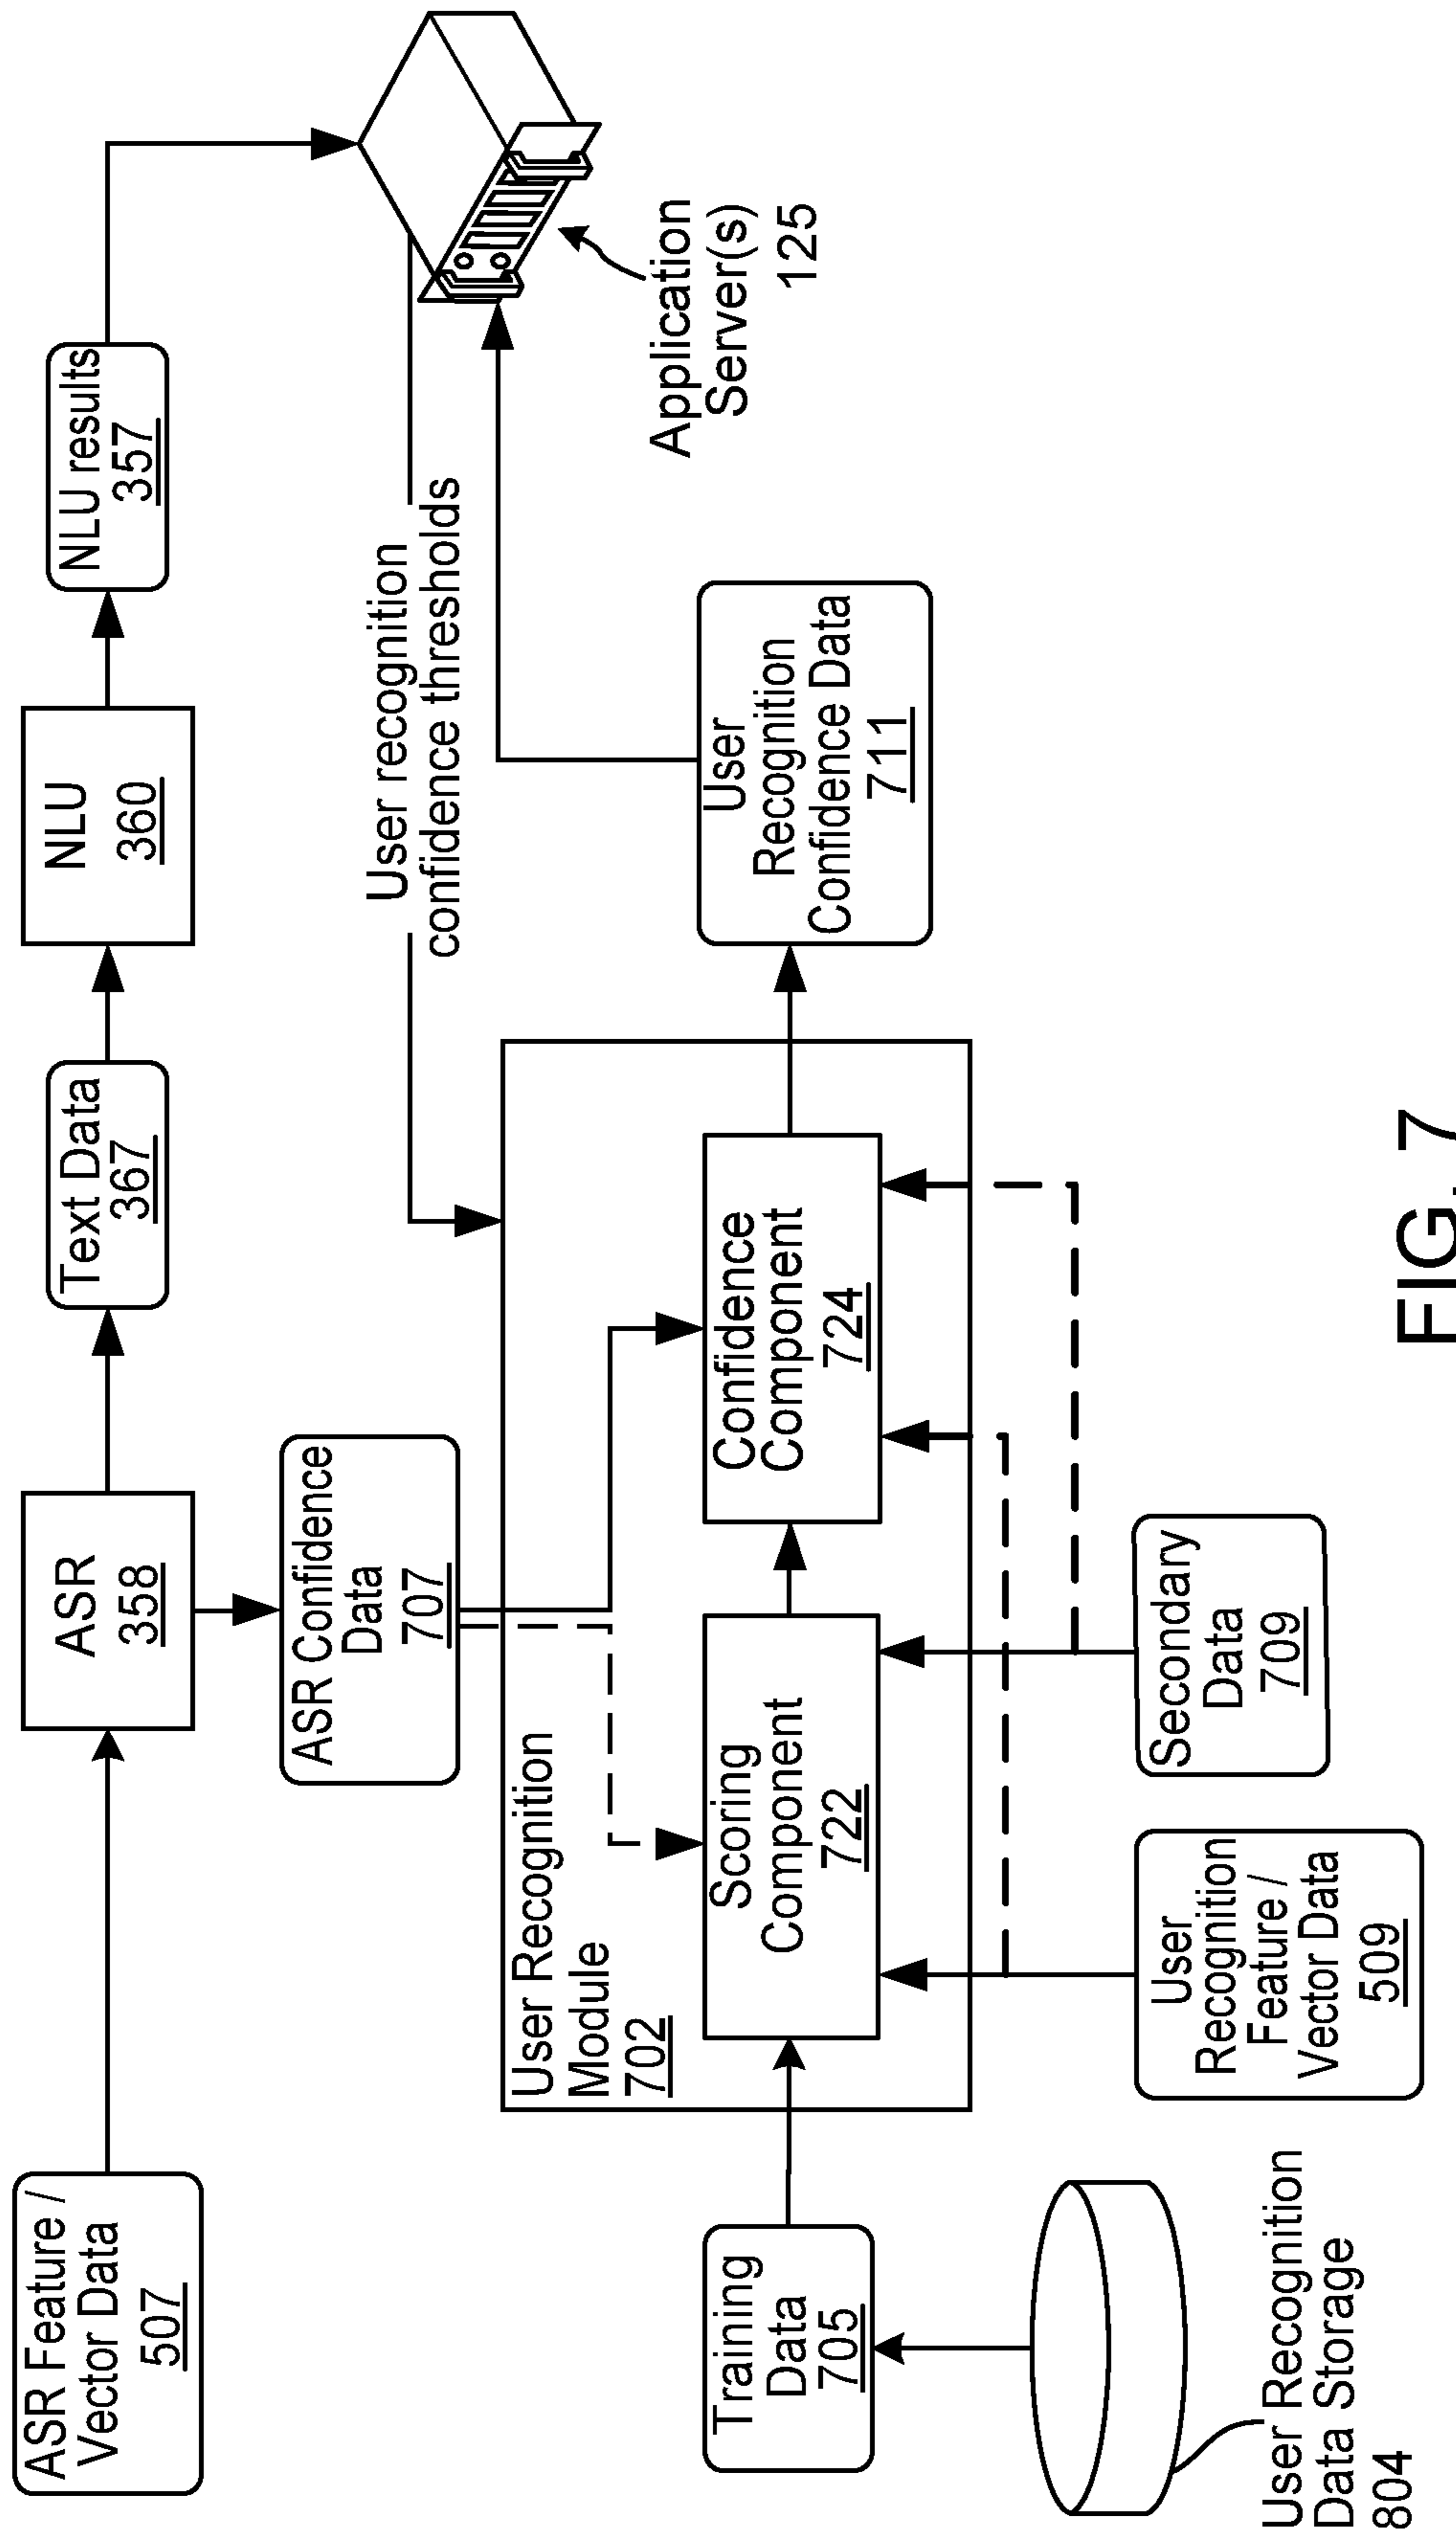 ASR Feature /
Vector Data
507
ASR
358
Text Data
367
NLU
360
NLU results
357
ASR Confidence
Data
707
User recognition
confidence thresholds
Application
Server(s)
125
User Recognition
Module
702
Scoring
Component
722
Confidence
Component
724
User
Recognition
Confidence Data
711
Training
Data
705
User Recognition
Data Storage
804
User
Recognition
Feature /
Vector Data
509
Secondary
Data
709
FIG. 7